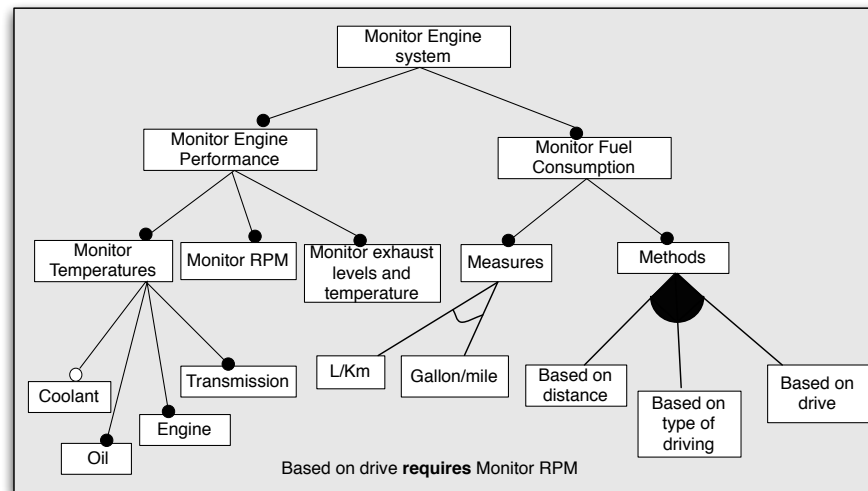 Monitor Engine
system
Monitor Engine
Performance
Monitor Fuel
Consumption
Monitor
Temperatures
Monitor RPM
Monitor exhaust
levels and
temperature
Measures
Methods
Coolant
Oil
Engine
Transmission
L/Km
Gallon/mile
Based on
distance
Based on
type of
driving
Based on
drive
Based on drive requires Monitor RPM